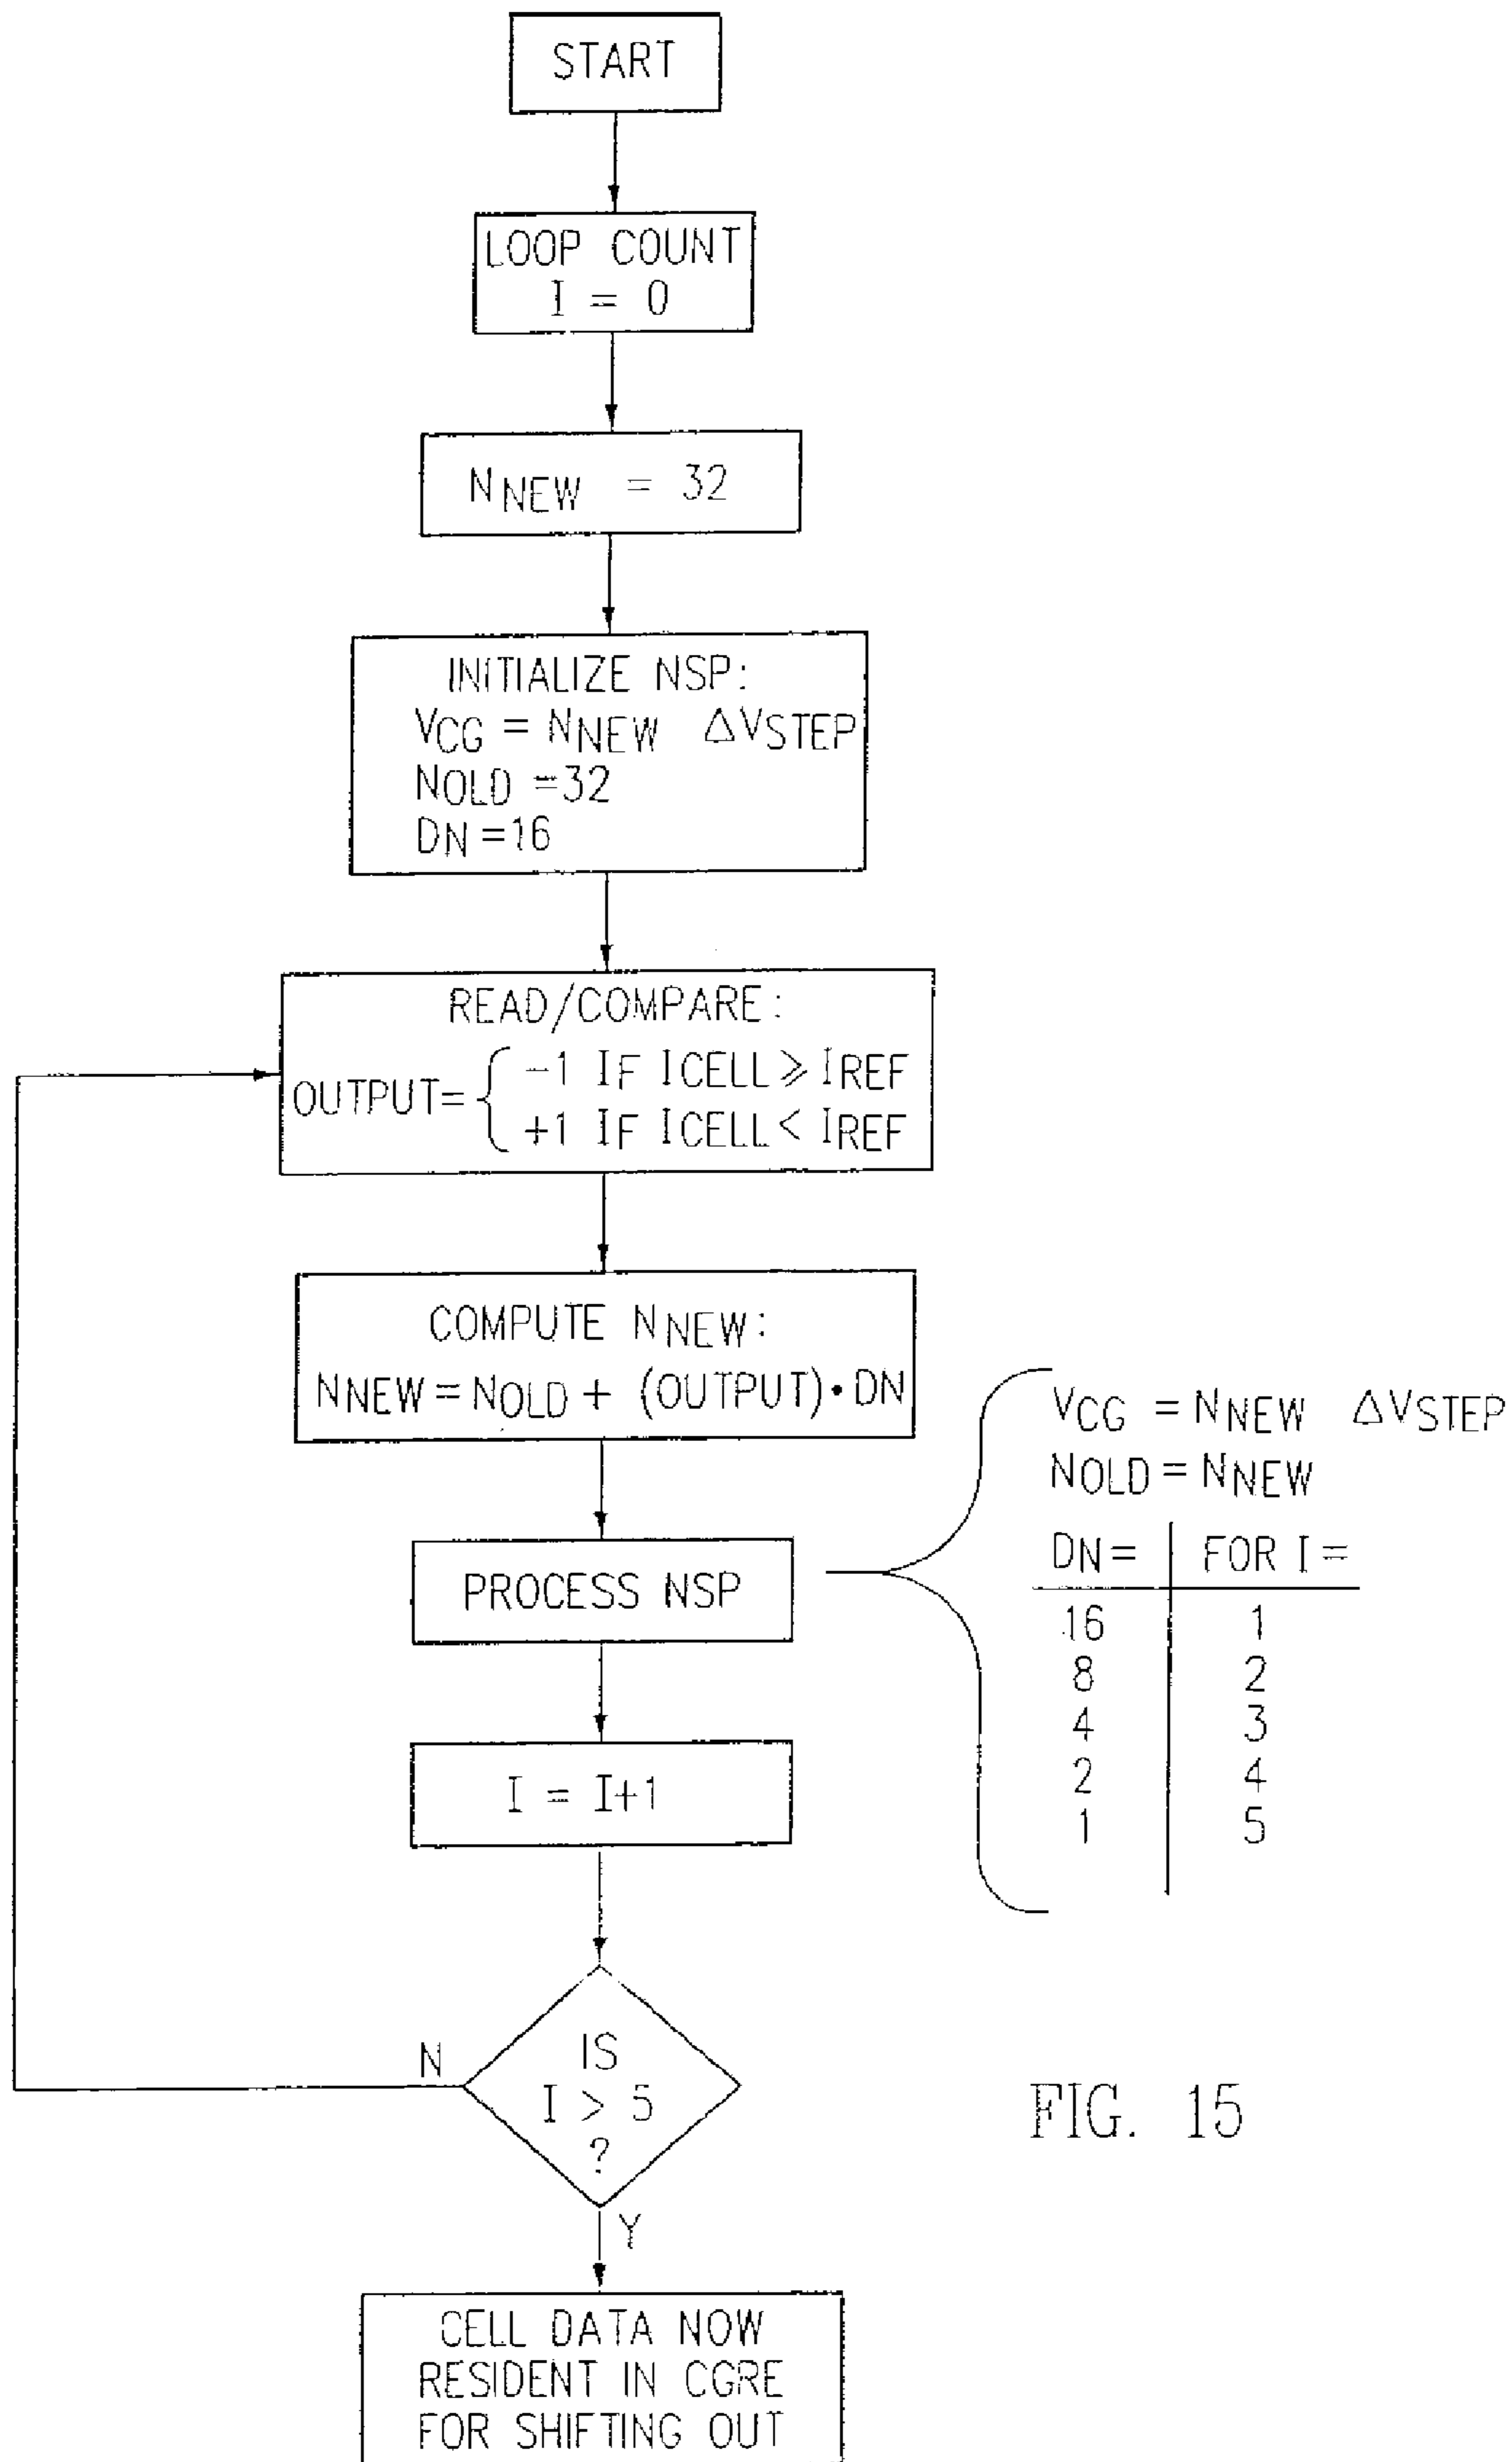 START
LOOP COUNT
I = 0
NNEW = 32
INITIALIZE NSP:
VCG = NNEW ΔVSTEP
NOLD =32
DN =16
READ/COMPARE:
OUTPUT= { -1 IF ICELL ⩾ IREF
+1 IF ICELL < IREF
COMPUTE NNEW:
NNEW = NOLD + (OUTPUT)• DN
PROCESS NSP
VCG = NNEW ΔVSTEP
NOLD = NNEW
DN = FOR I =
16 1
8 2
4 3
2 4
1 5
I = I+1
IS
I > 5
?
N
Y
CELL DATA NOW
RESIDENT IN CGRE
FOR SHIFTING OUT
FIG. 15